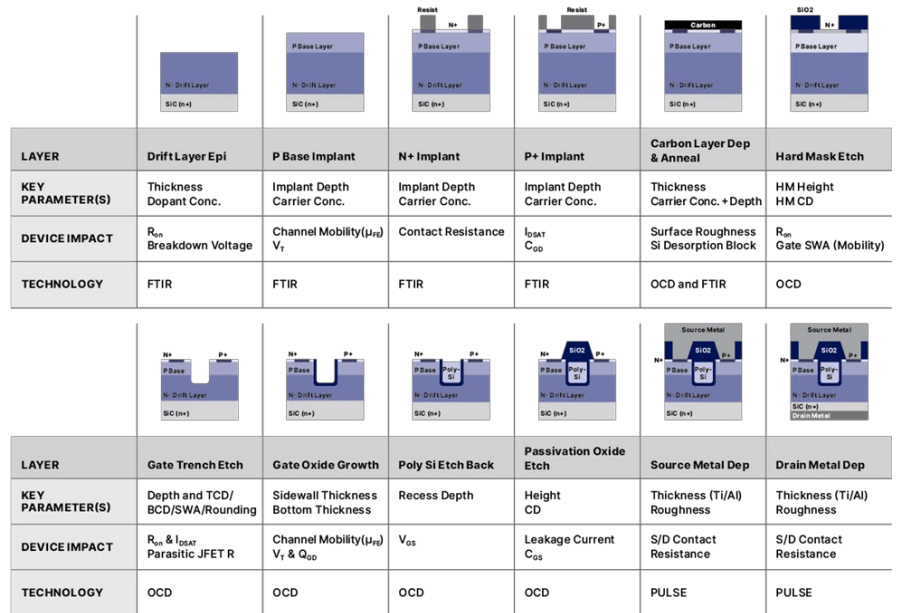 Resist
N+
Resist
P+
Carbon
SiO2
N+
P Base Layer
P Base Layer
P Base Layer
P Base Layer
P Base Layer
N- Drift Layer
N- Drift Layer
N- Drift Layer
N- Drift Layer
N- Drift Layer
N- Drift Layer
SiC (n+)
SiC (n+)
SiC (n+)
SiC (n+)
SiC (n+)
SiC (n+)
LAYER
Drift Layer Epi
P Base Implant
N+ Implant
P+ Implant
Carbon Layer Dep
& Anneal
Hard Mask Etch
KEY
PARAMETER(S)
Thickness
Dopant Conc.
Implant Depth
Carrier Conc.
Implant Depth
Carrier Conc.
Implant Depth
Carrier Conc.
Thickness
Carrier Conc. + Depth
HM Height
HM CD
DEVICE IMPACT
Ron
Breakdown Voltage
Channel Mobility(μFE)
VT
Contact Resistance
IDSAT
CGD
Surface Roughness
Si Desorption Block
Ron
Gate SWA (Mobility)
TECHNOLOGY
FTIR
FTIR
FTIR
FTIR
OCD and FTIR
OCD
N+
P+
P Base
N- Drift Layer
SiC (n+)
N+
P+
P Base
N- Drift Layer
SiC (n+)
N+
P+
P Base
Poly-
Si
N- Drift Layer
SiC (n+)
N+
SiO2
P+
P Base
Poly-
Si
N- Drift Layer
SiC (n+)
Source Metal
N+
SiO2
P+
P Base
Poly-
Si
N- Drift Layer
SiC (n+)
Source Metal
N+
SiO2
P+
P Base
Poly-
Si
N- Drift Layer
SiC (n+)
Drain Metal
LAYER
Gate Trench Etch
Gate Oxide Growth
Poly Si Etch Back
Passivation Oxide
Etch
Source Metal Dep
Drain Metal Dep
KEY
PARAMETER(S)
Depth and TCD/
BCD/SWA/Rounding
Sidewall Thickness
Bottom Thickness
Recess Depth
Height
CD
Thickness (Ti/Al)
Roughness
Thickness (Ti/Al)
Roughness
DEVICE IMPACT
Ron & IDSAT
Parasitic JFET R
Channel Mobility(μFE)
VT & QGD
VGS
Leakage Current
CGS
S/D Contact
Resistance
S/D Contact
Resistance
TECHNOLOGY
OCD
OCD
OCD
OCD
PULSE
PULSE